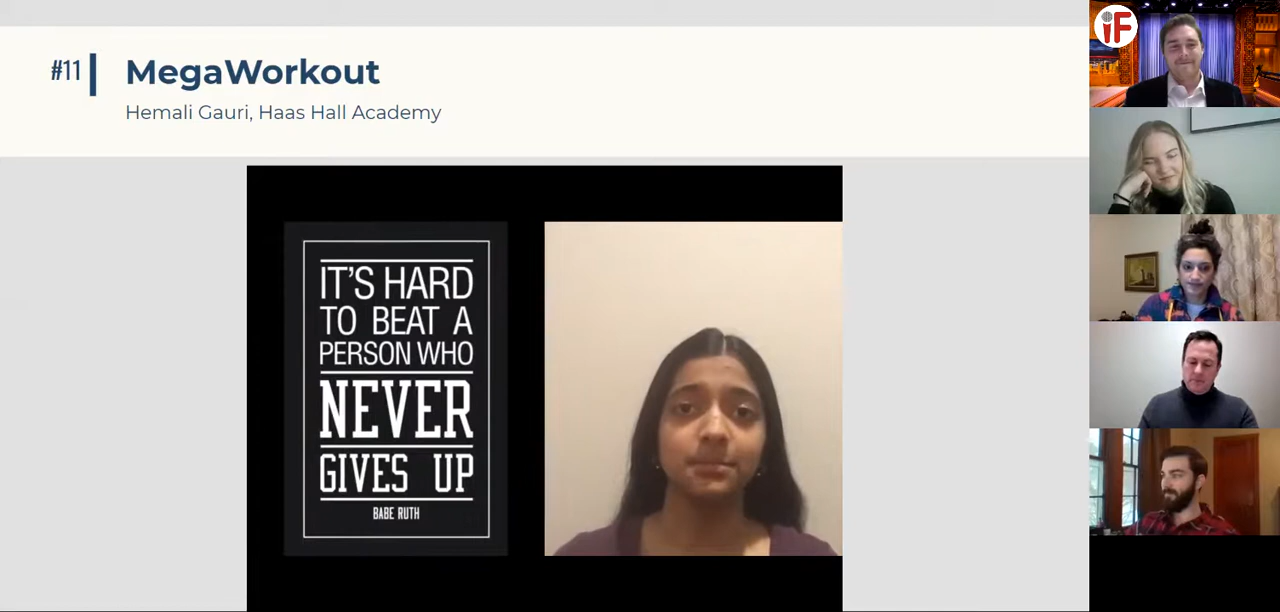 #11
MegaWorkout
Hemali Gauri, Haas Hall Academy
IT'S HARD
TO BEAT A
PERSON WHO
NEVER
GIVES UP
BABE RUTH
iF